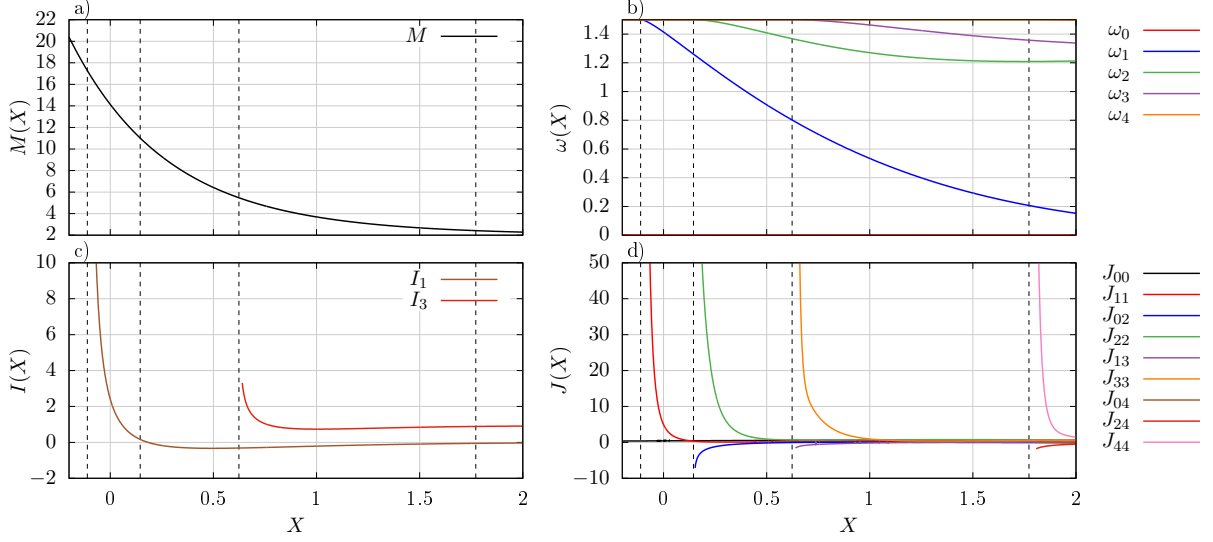 a)
M
22
20
18
16
14
12
10
8
6
4
2
M(X)
b)
ω₀
ω₁
ω₂
ω₃
ω₄
1.4
1.2
1
0.8
0.6
0.4
0.2
0
ω(X)
c)
I₁
I₃
10
8
6
4
2
0
−2
I(X)
0 0.5 1 1.5 2
X
d)
J₀₀
J₁₁
J₀₂
J₂₂
J₁₃
J₃₃
J₀₄
J₂₄
J₄₄
50
40
30
20
10
0
−10
J(X)
0 0.5 1 1.5 2
X